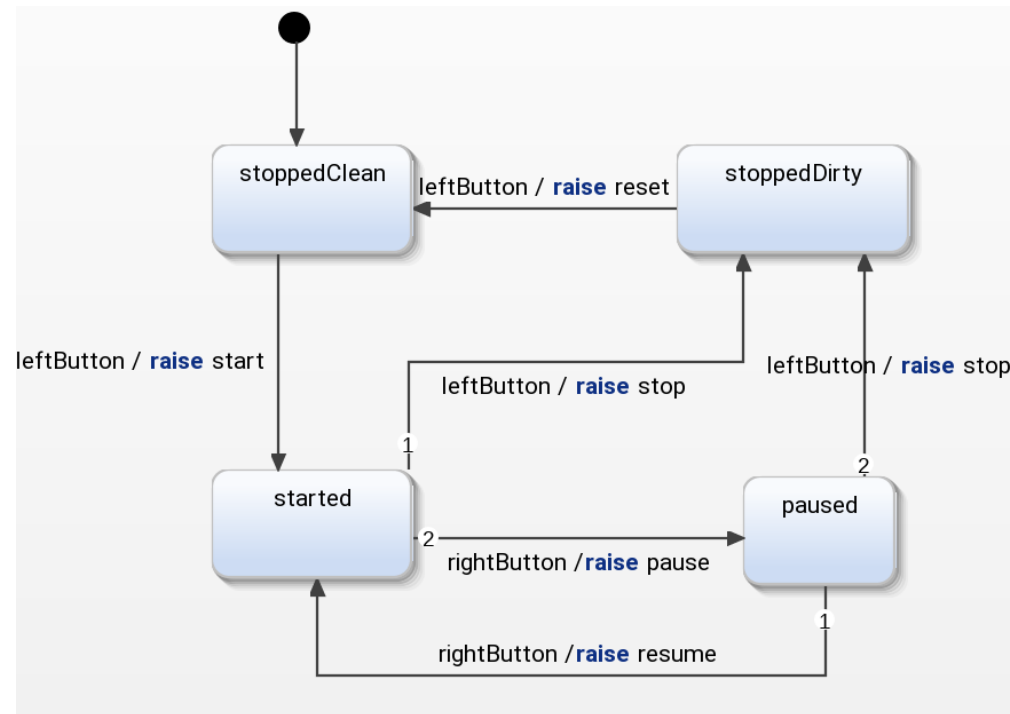 stoppedClean
stoppedDirty
leftButton / raise reset
leftButton / raise start
leftButton / raise stop
leftButton / raise stop
1
2
started
paused
2
rightButton /raise pause
1
rightButton /raise resume